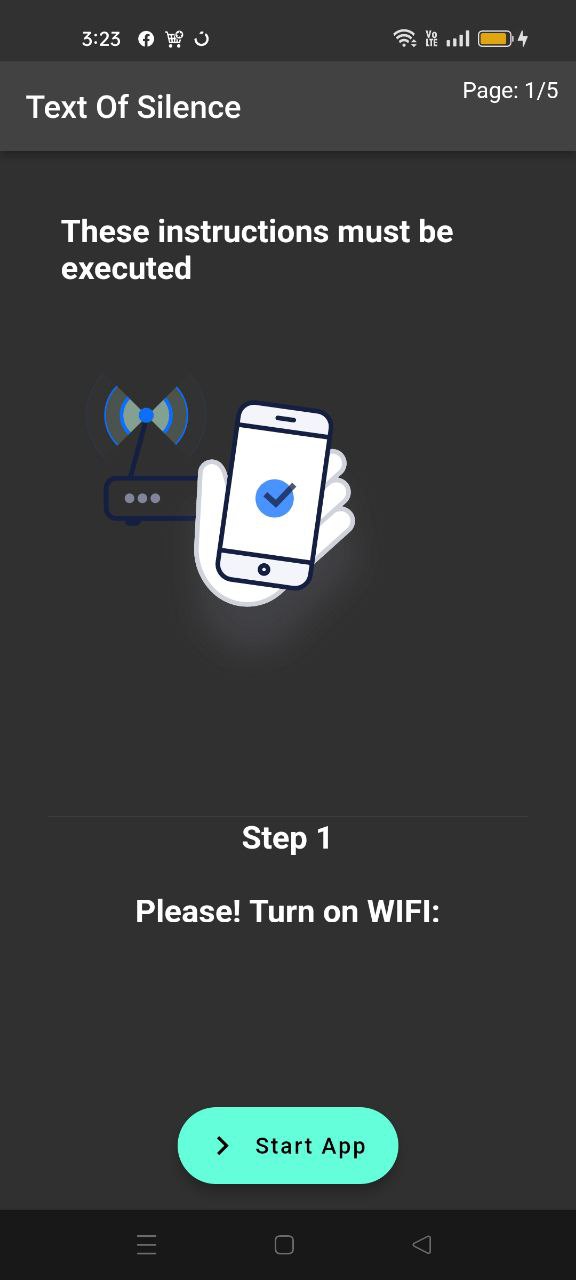 3:23
Vo
LTE
Text Of Silence
Page: 1/5
These instructions must be
executed
Step 1
Please! Turn on WIFI:
Start App